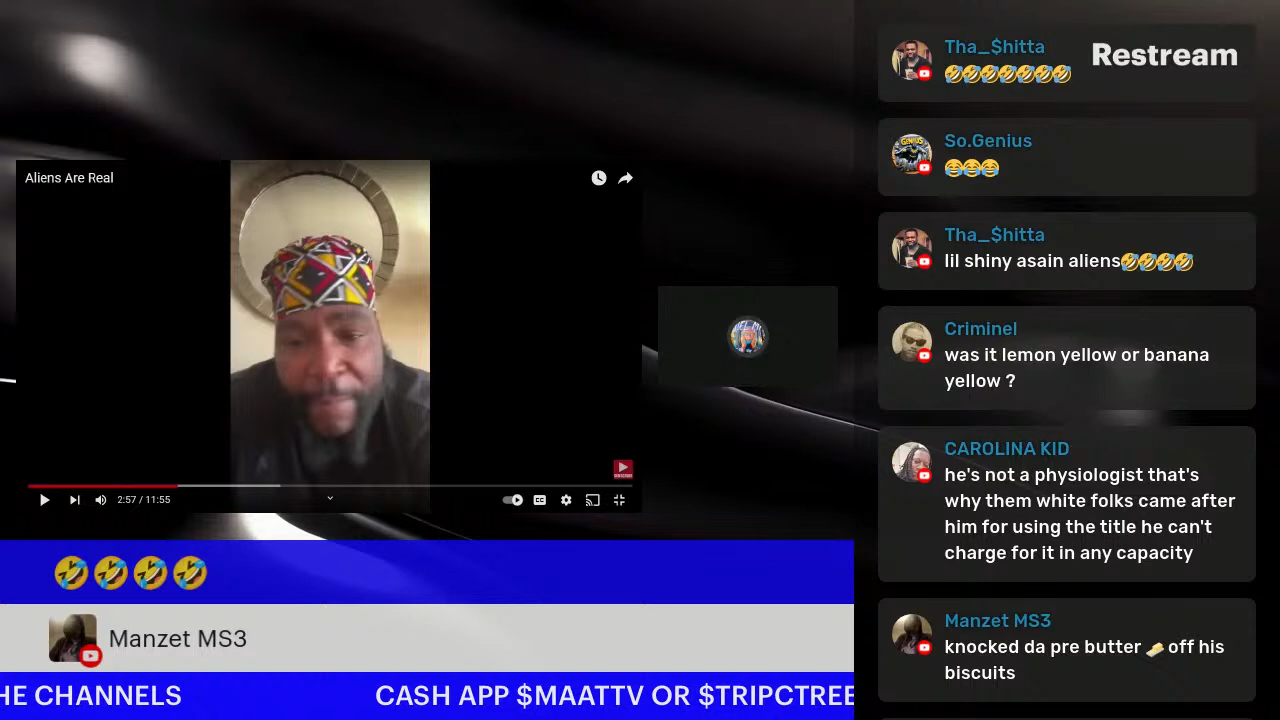 Aliens Are Real
2:57 / 11:55
CC
🤣🤣🤣🤣
Manzet MS3
HE CHANNELS CASH APP $MAATTV OR $TRIPCTREE
Restream
Tha_$hitta
🤣🤣🤣🤣🤣🤣🤣
So.Genius
😂😂😂
Tha_$hitta
lil shiny asain aliens🤣🤣🤣🤣
Criminel
was it lemon yellow or banana
yellow ?
CAROLINA KID
he's not a physiologist that's
why them white folks came after
him for using the title he can't
charge for it in any capacity
Manzet MS3
knocked da pre butter 🧈 off his
biscuits